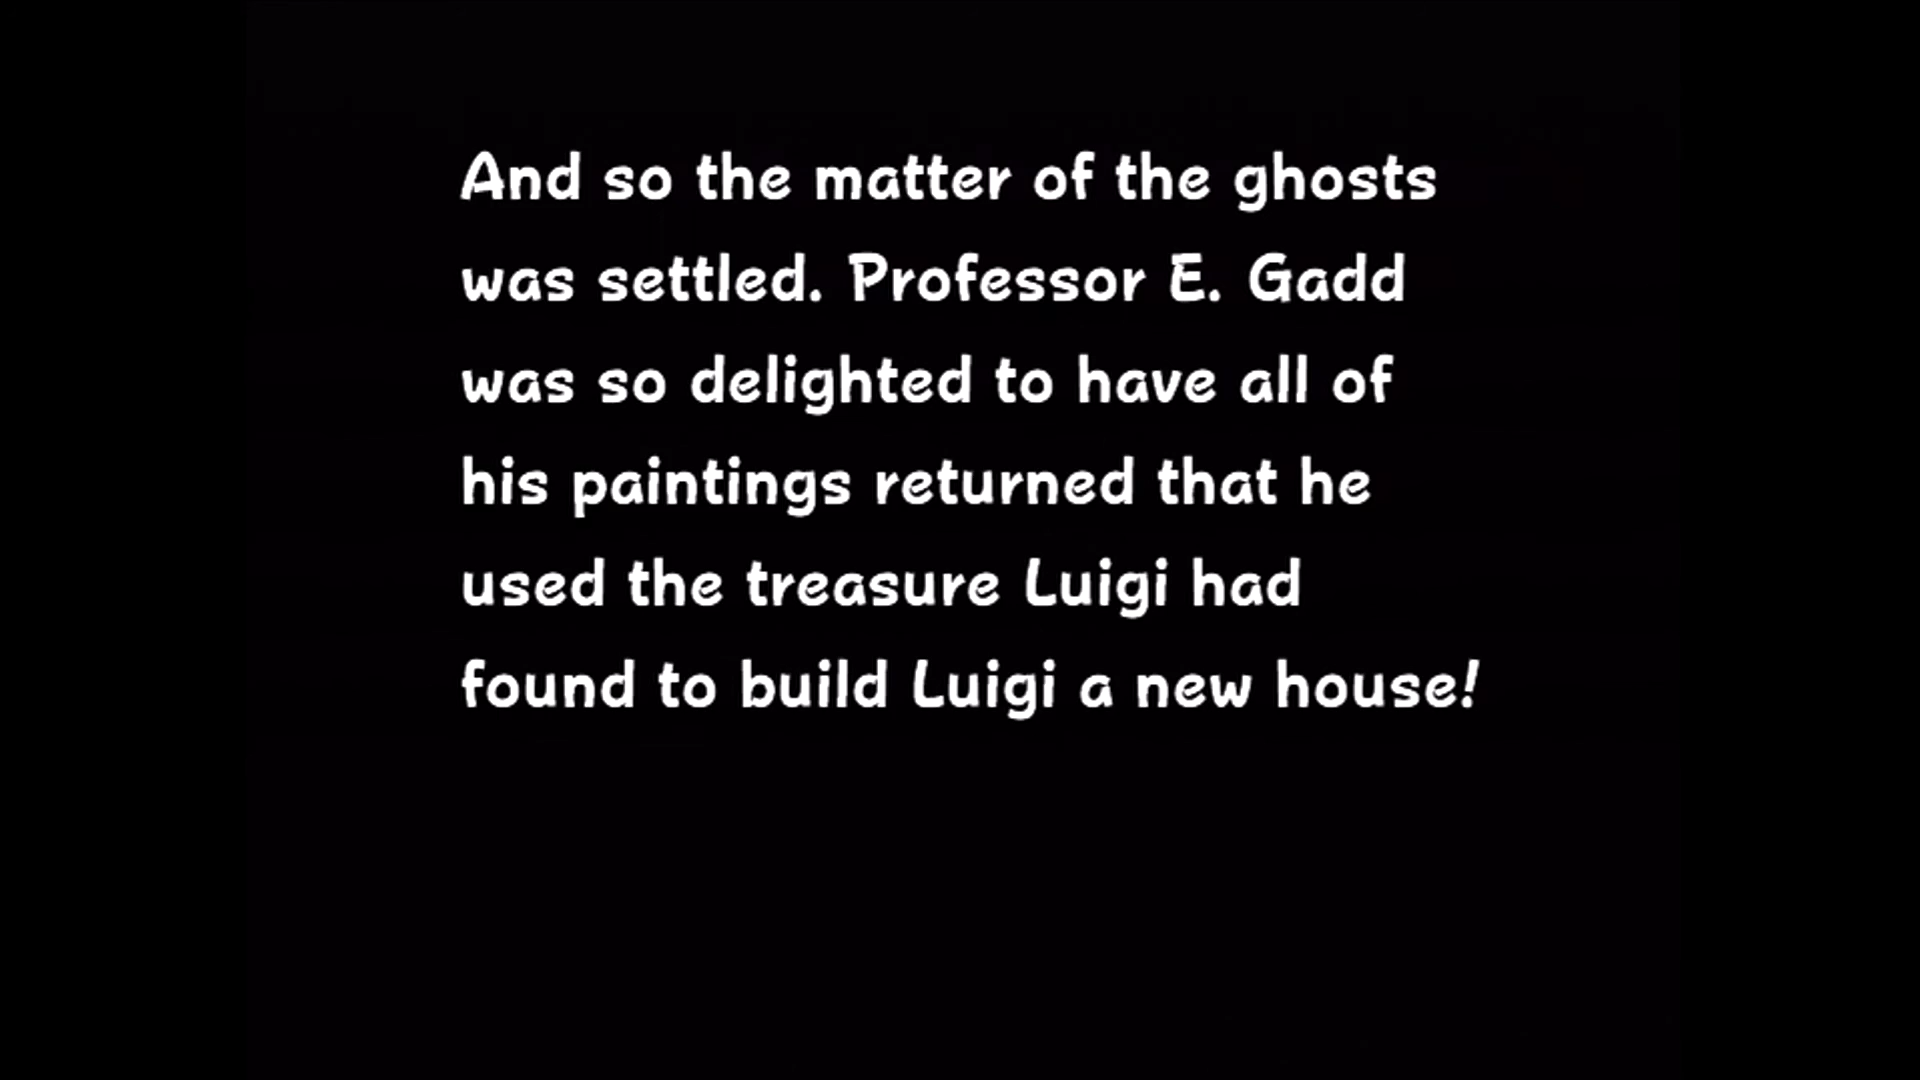 And so the matter of the ghosts
was settled. Professor E. Gadd
was so delighted to have all of
his paintings returned that he
used the treasure Luigi had
found to build Luigi a new house!